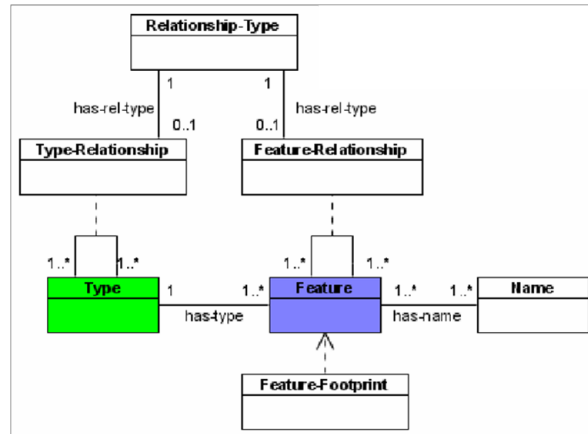 Relationship-Type
1 1
has-rel-type has-rel-type
0..1 0..1
Type-Relationship Feature-Relationship
1..* 1..* 1..* 1..*
Type 1 1..* Feature 1..* 1..* Name
has-type has-name
Feature-Footprint